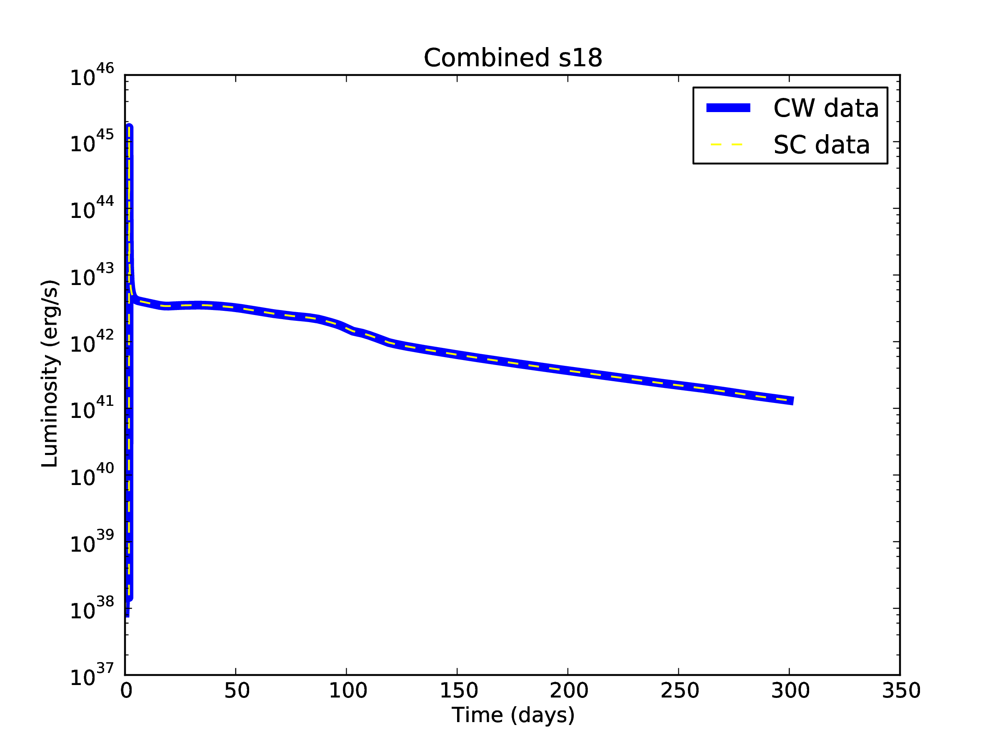 Combined s18
10^46
10^45
10^44
10^43
10^42
10^41
10^40
10^39
10^38
10^37
Luminosity (erg/s)
CW data
SC data
0 50 100 150 200 250 300 350
Time (days)